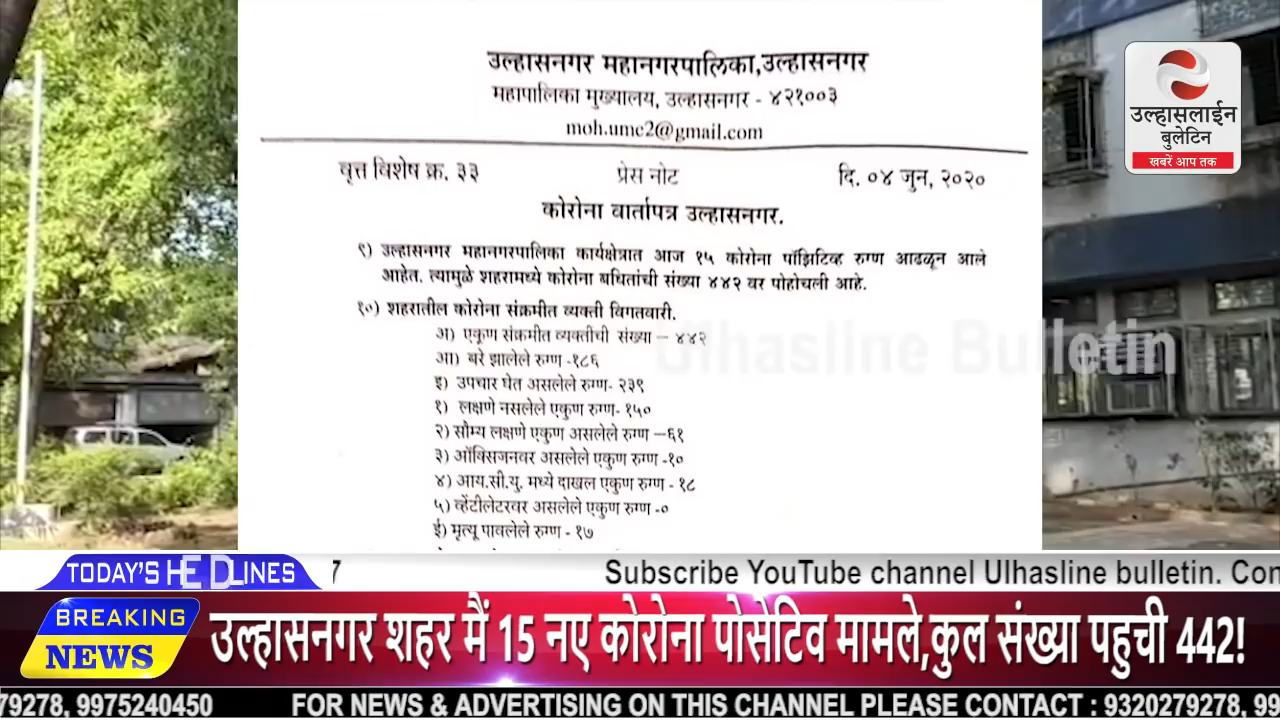 उल्हासनगर महानगरपालिका,उल्हासनगर
महापालिका मुख्यालय, उल्हासनगर - ४२१००३
moh.umc2@gmail.com
वृत्त विशेष क्र. ३३ प्रेस नोट दि. ०४ जुन, २०२०
कोरोना वार्तापत्र उल्हासनगर.
९) उल्हासनगर महानगरपालिका कार्यक्षेत्रात आज १५ कोरोना पॉझिटिव्ह रुग्ण आढळून आले
आहेत. त्यामुळे शहरामध्ये कोरोना बधितांची संख्या ४४२ वर पोहोचली आहे.
१०) शहरातील कोरोना संक्रमीत व्यक्ती विगतवारी.
अ) एकूण संक्रमीत व्यक्तीची संख्या – ४४२
आ) बरे झालेले रुग्ण -१८६
इ) उपचार घेत असलेले रुग्ण- २३९
१) लक्षणे नसलेले एकुण रुग्ण- १५०
२) सौम्य लक्षणे एकुण असलेले रुग्ण –६१
३) ऑक्सिजनवर असलेले एकुण रुग्ण -१०
४) आय.सी.यु. मध्ये दाखल एकुण रुग्ण - १८
५) व्हेंटीलेटरवर असलेले एकुण रुग्ण -०
ई) मृत्यू पावलेले रुग्ण - १७
उल्हासलाईन
बुलेटिन
खबरें आप तक
Ulhasline Bulletin
TODAY'S HEDLINES 7 Subscribe YouTube channel Ulhasline bulletin. Con
BREAKING
NEWS
उल्हासनगर शहर मैं 15 नए कोरोना पोसेटिव मामले,कुल संख्या पहुची 442!
79278, 9975240450 FOR NEWS & ADVERTISING ON THIS CHANNEL PLEASE CONTACT : 9320279278, 99